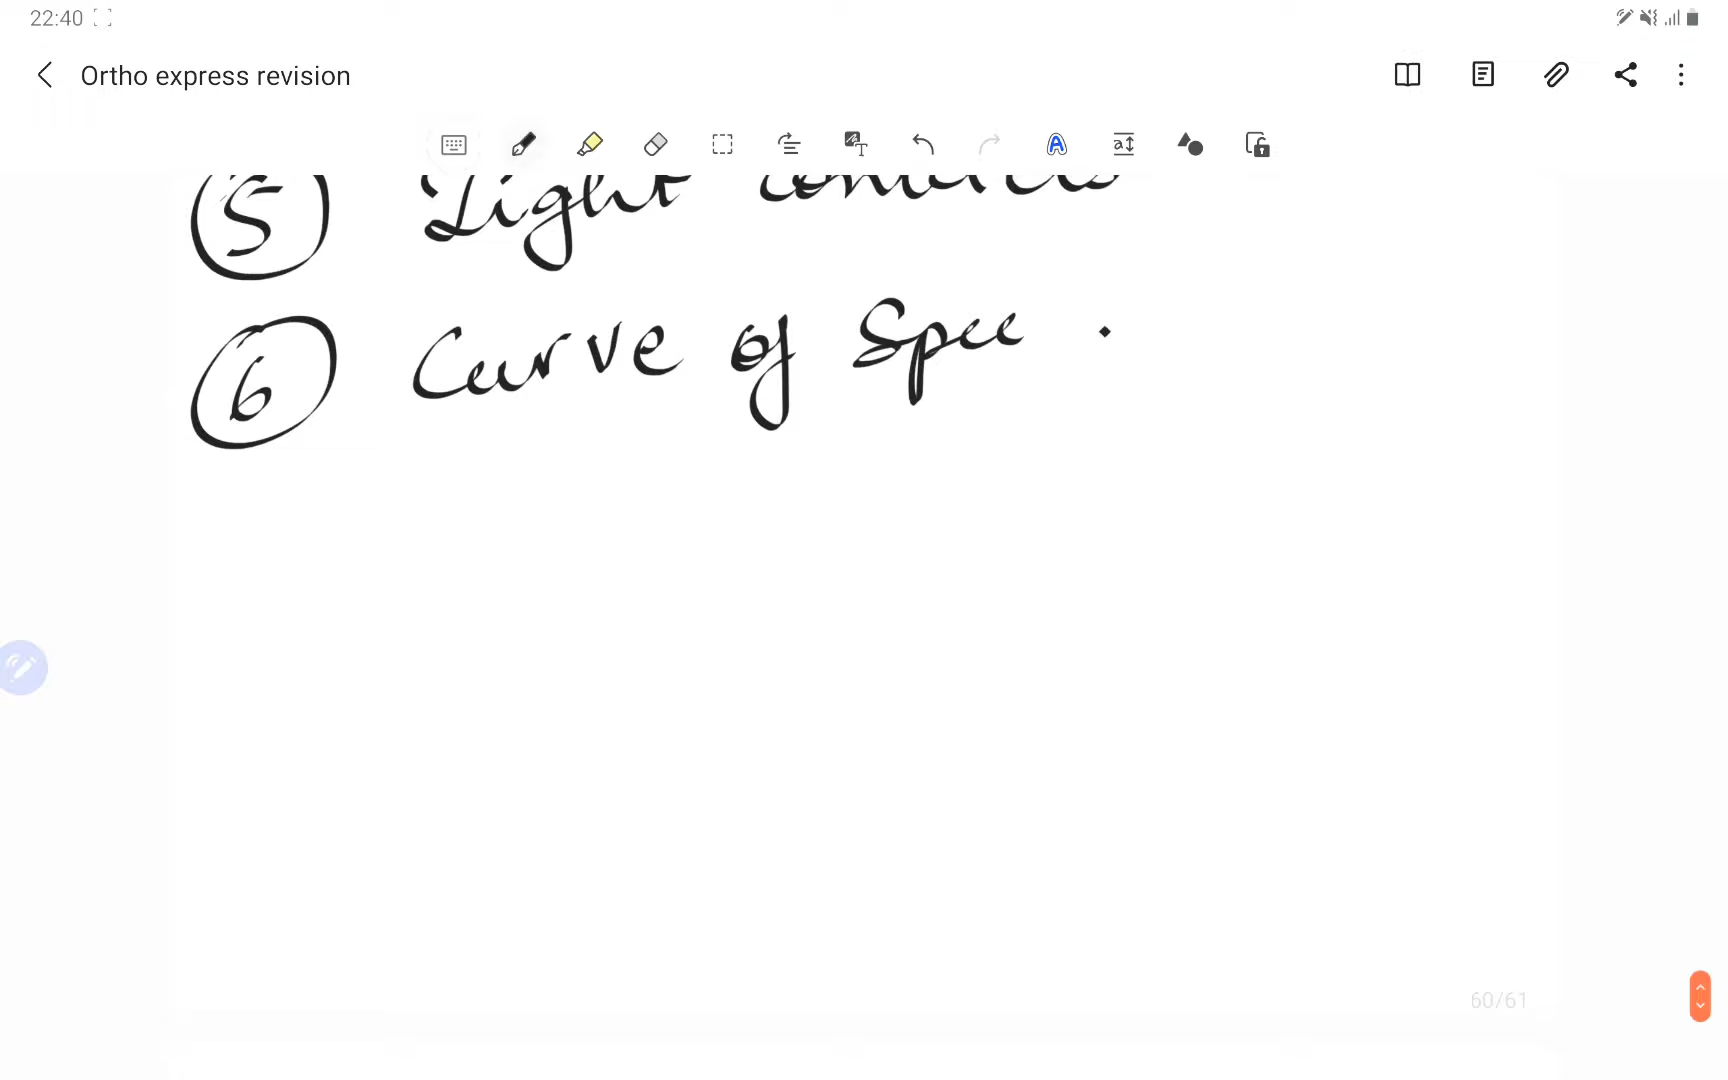 22:40
Ortho express revision
5 Light
6 Curve of Spee .
60/61